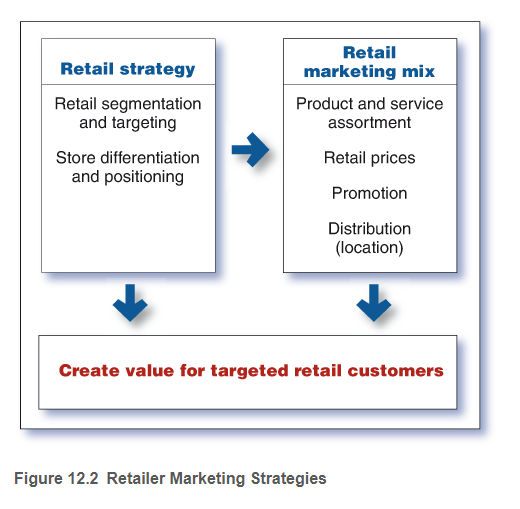 Retail strategy
Retail segmentation
and targeting
Store differentiation
and positioning
Retail
marketing mix
Product and service
assortment
Retail prices
Promotion
Distribution
(location)
Create value for targeted retail customers
Figure 12.2 Retailer Marketing Strategies